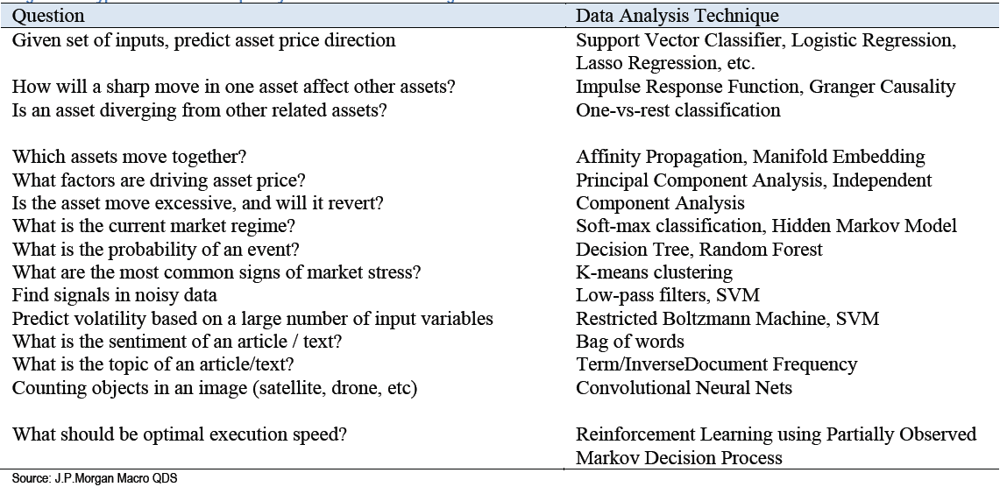 Question Data Analysis Technique
Given set of inputs, predict asset price direction Support Vector Classifier, Logistic Regression,
Lasso Regression, etc.
How will a sharp move in one asset affect other assets? Impulse Response Function, Granger Causality
Is an asset diverging from other related assets? One-vs-rest classification
Which assets move together? Affinity Propagation, Manifold Embedding
What factors are driving asset price? Principal Component Analysis, Independent
Is the asset move excessive, and will it revert? Component Analysis
What is the current market regime? Soft-max classification, Hidden Markov Model
What is the probability of an event? Decision Tree, Random Forest
What are the most common signs of market stress? K-means clustering
Find signals in noisy data Low-pass filters, SVM
Predict volatility based on a large number of input variables Restricted Boltzmann Machine, SVM
What is the sentiment of an article / text? Bag of words
What is the topic of an article/text? Term/InverseDocument Frequency
Counting objects in an image (satellite, drone, etc) Convolutional Neural Nets
What should be optimal execution speed? Reinforcement Learning using Partially Observed
Markov Decision Process
Source: J.P.Morgan Macro QDS